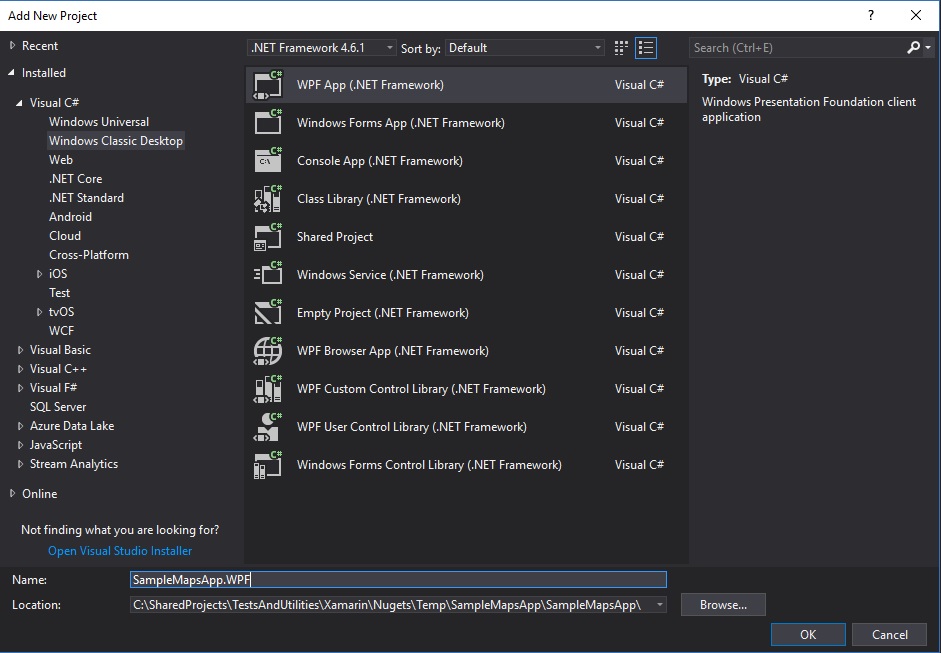 Add New Project
? 
Recent
.NET Framework 4.6.1
Sort by: Default
Search (Ctrl+E)
Installed
Visual C#
Windows Universal
Windows Classic Desktop
Web
.NET Core
.NET Standard
Android
Cloud
Cross-Platform
iOS
Test
tvOS
WCF
Visual Basic
Visual C++
Visual F#
SQL Server
Azure Data Lake
JavaScript
Stream Analytics
Online
Not finding what you are looking for?
Open Visual Studio Installer
C# WPF App (.NET Framework) Visual C#
C# Windows Forms App (.NET Framework) Visual C#
C# C:\ Console App (.NET Framework) Visual C#
C# Class Library (.NET Framework) Visual C#
C# Shared Project Visual C#
C# Windows Service (.NET Framework) Visual C#
C# Empty Project (.NET Framework) Visual C#
C# WPF Browser App (.NET Framework) Visual C#
C# WPF Custom Control Library (.NET Framework) Visual C#
C# WPF User Control Library (.NET Framework) Visual C#
C# Windows Forms Control Library (.NET Framework) Visual C#
Type: Visual C#
Windows Presentation Foundation client
application
Name: SampleMapsApp.WPF
Location: C:\SharedProjects\TestsAndUtilities\Xamarin\Nugets\Temp\SampleMapsApp\SampleMapsApp\
Browse...
OK
Cancel